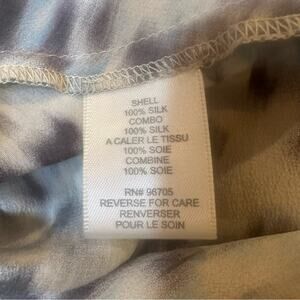 SHELL
100% SILK
COMBO
100% SILK
A CALER LE TISSU
100% SOIE
COMBINE
100% SOIE
RN# 96705
REVERSE FOR CARE
RENVERSER
POUR LE SOIN